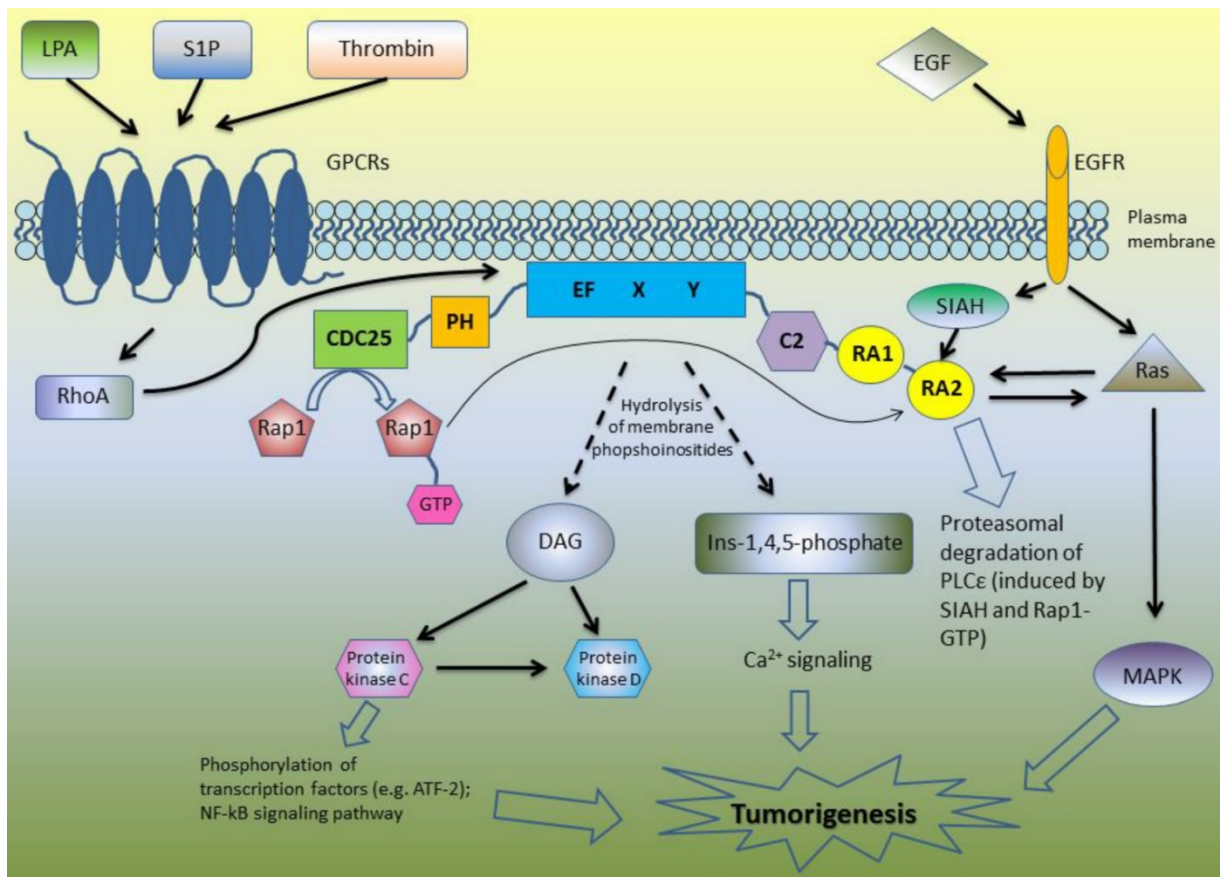 LPA
S1P
Thrombin
EGF
GPCRs
EGFR
Plasma
membrane
EF X Y
SIAH
CDC25
PH
C2
RA1
RA2
Ras
RhoA
Rap1
Rap1
GTP
Hydrolysis
of membrane
phopshoinositides
DAG
Ins-1,4,5-phosphate
Proteasomal
degradation of
PLCε (induced by
SIAH and Rap1-
GTP)
Protein
kinase C
Protein
kinase D
Ca²⁺ signaling
MAPK
Phosphorylation of
transcription factors (e.g. ATF-2);
NF-kB signaling pathway
Tumorigenesis